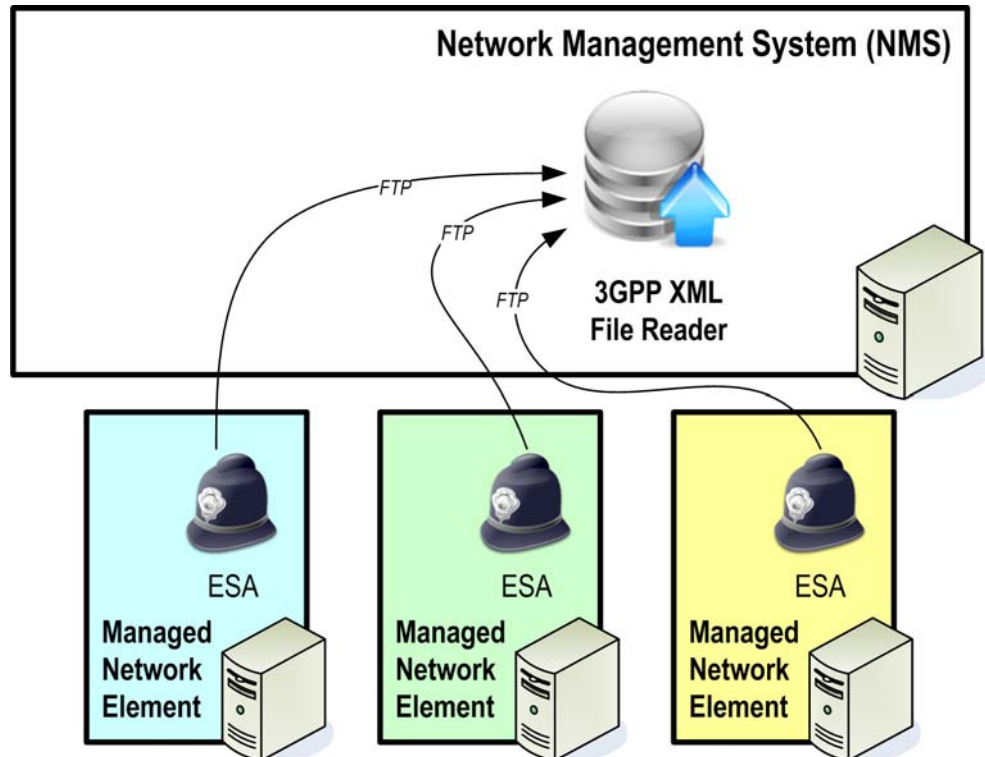 Network Management System (NMS)
FTP
FTP
FTP
3GPP XML
File Reader
ESA
Managed
Network
Element
ESA
Managed
Network
Element
ESA
Managed
Network
Element